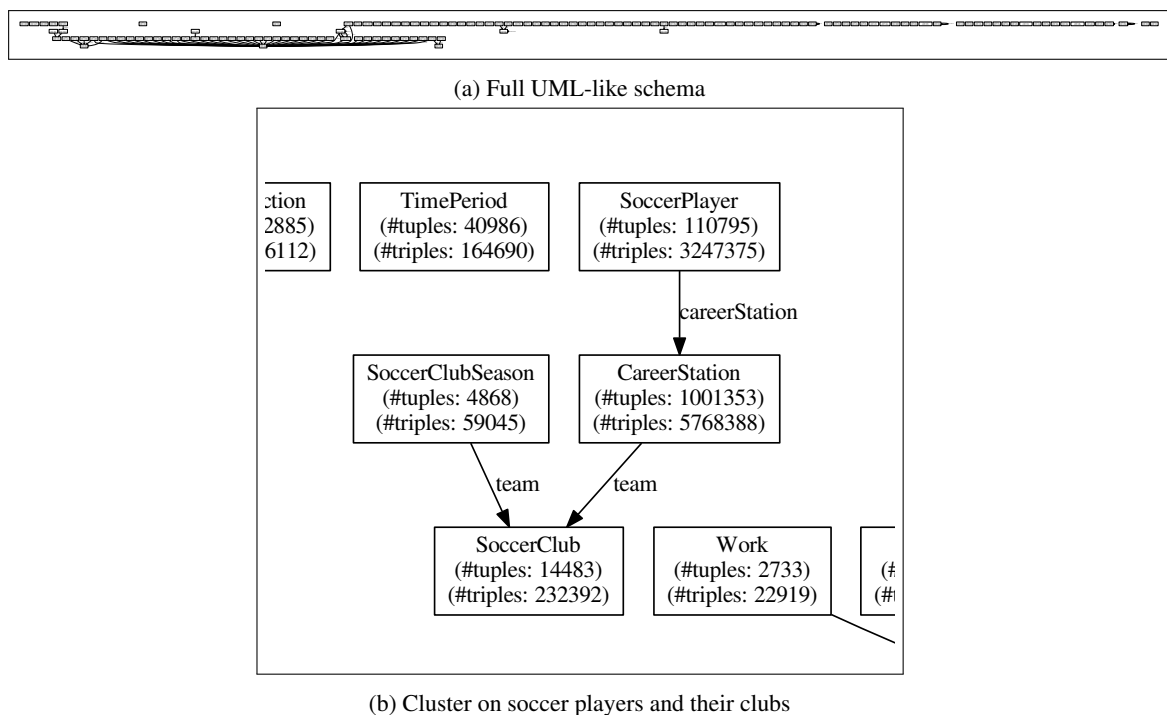 (a) Full UML-like schema
ction
2885)
6112)
TimePeriod
(#tuples: 40986)
(#triples: 164690)
SoccerPlayer
(#tuples: 110795)
(#triples: 3247375)
careerStation
SoccerClubSeason
(#tuples: 4868)
(#triples: 59045)
CareerStation
(#tuples: 1001353)
(#triples: 5768388)
team
team
SoccerClub
(#tuples: 14483)
(#triples: 232392)
Work
(#tuples: 2733)
(#triples: 22919)
(#
(#t
(b) Cluster on soccer players and their clubs